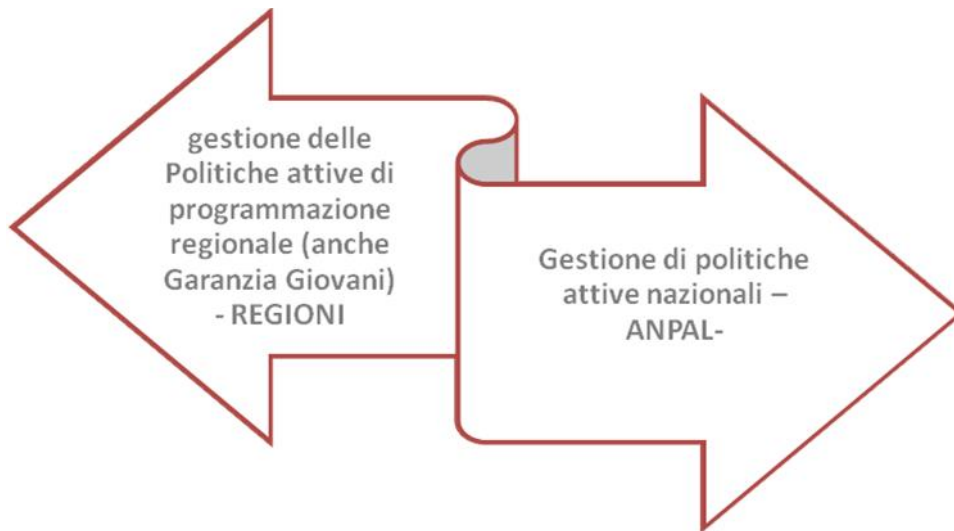 gestione delle
Politiche attive di
programmazione
regionale (anche
Garanzia Giovani)
- REGIONI
Gestione di politiche
attive nazionali –
ANPAL-